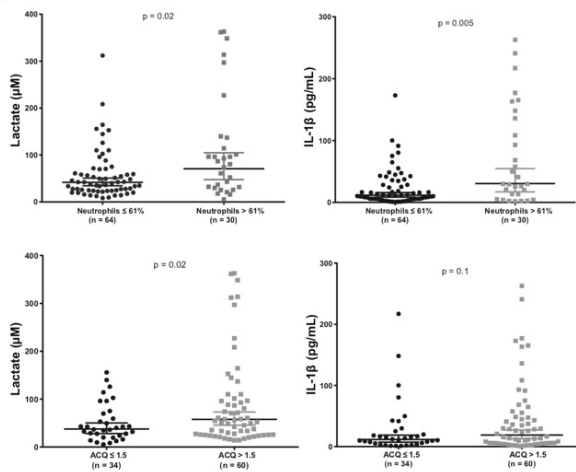 p = 0.02
400
300
200
100
0
Lactate (µM)
Neutrophils ≤ 61%
(n = 64)
Neutrophils > 61%
(n = 30)
p = 0.005
300
200
100
0
IL-1β (pg/mL)
Neutrophils ≤ 61%
(n = 64)
Neutrophils > 61%
(n = 30)
p = 0.02
400
300
200
100
0
Lactate (µM)
ACQ ≤ 1.5
(n = 34)
ACQ > 1.5
(n = 60)
p = 0.1
300
200
100
0
IL-1β (pg/mL)
ACQ ≤ 1.5
(n = 34)
ACQ > 1.5
(n = 60)